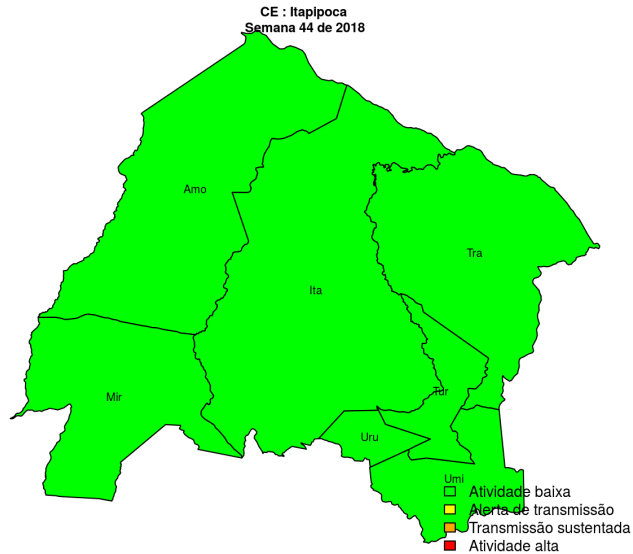 CE : Itapipoca
Semana 44 de 2018
Amo
Tra
Ita
Tur
Mir
Uru
Umi
Atividade baixa
Alerta de transmissão
Transmissão sustentada
Atividade alta